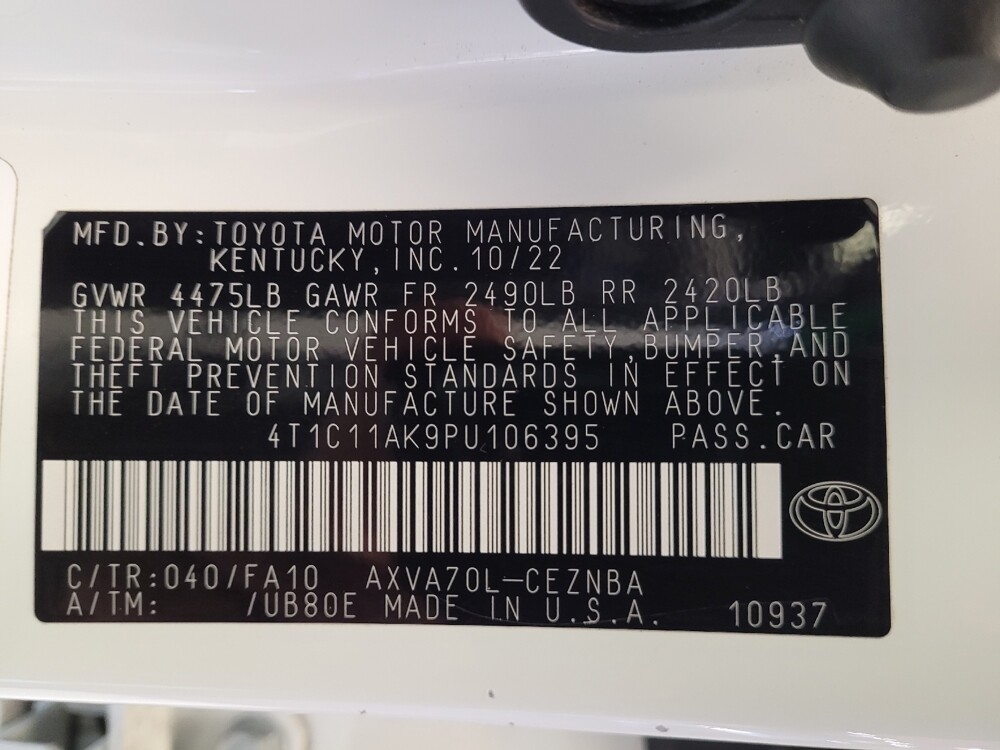 MFD.BY:TOYOTA MOTOR MANUFACTURING,
KENTUCKY,INC.10/22
GVWR 4475LB GAWR FR 2490LB RR 2420LB
THIS VEHICLE CONFORMS TO ALL APPLICABLE
FEDERAL MOTOR VEHICLE SAFETY,BUMPER,AND
THEFT PREVENTION STANDARDS IN EFFECT ON
THE DATE OF MANUFACTURE SHOWN ABOVE.
4T1C11AK9PU106395 PASS.CAR
C/TR:040/FA10 AXVA70L-CEZNBA
A/TM: /UB80E MADE IN U.S.A. 10937